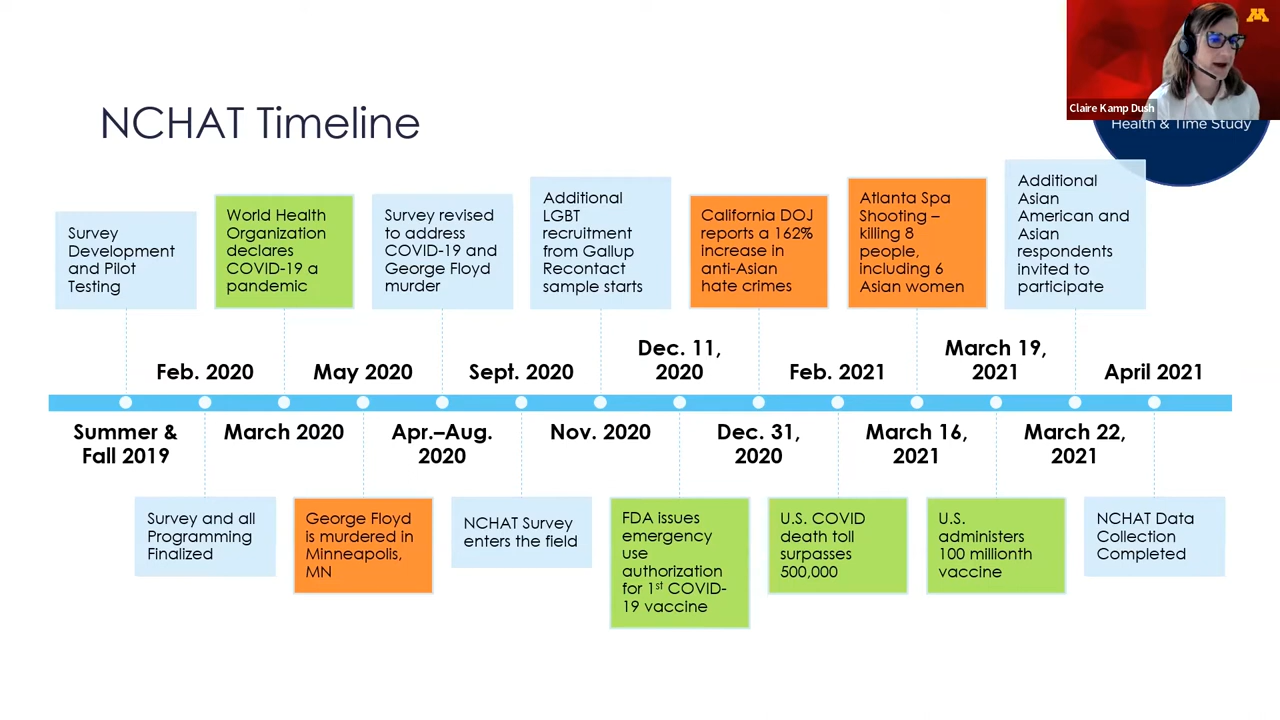 Claire Kamp Dush
Health & Time Study
NCHAT Timeline
Survey
Development
and Pilot
Testing
World Health
Organization
declares
COVID-19 a
pandemic
Survey revised
to address
COVID-19 and
George Floyd
murder
Additional
LGBT
recruitment
from Gallup
Recontact
sample starts
California DOJ
reports a 162%
increase in
anti-Asian
hate crimes
Atlanta Spa
Shooting –
killing 8
people,
including 6
Asian women
Additional
Asian
American and
Asian
respondents
invited to
participate
Feb. 2020
May 2020
Sept. 2020
Dec. 11,
2020
Feb. 2021
March 19,
2021
April 2021
Summer &
Fall 2019
March 2020
Apr.–Aug.
2020
Nov. 2020
Dec. 31,
2020
March 16,
2021
March 22,
2021
Survey and all
Programming
Finalized
George Floyd
is murdered in
Minneapolis,
MN
NCHAT Survey
enters the field
FDA issues
emergency
use
authorization
for 1st COVID-
19 vaccine
U.S. COVID
death toll
surpasses
500,000
U.S.
administers
100 millionth
vaccine
NCHAT Data
Collection
Completed